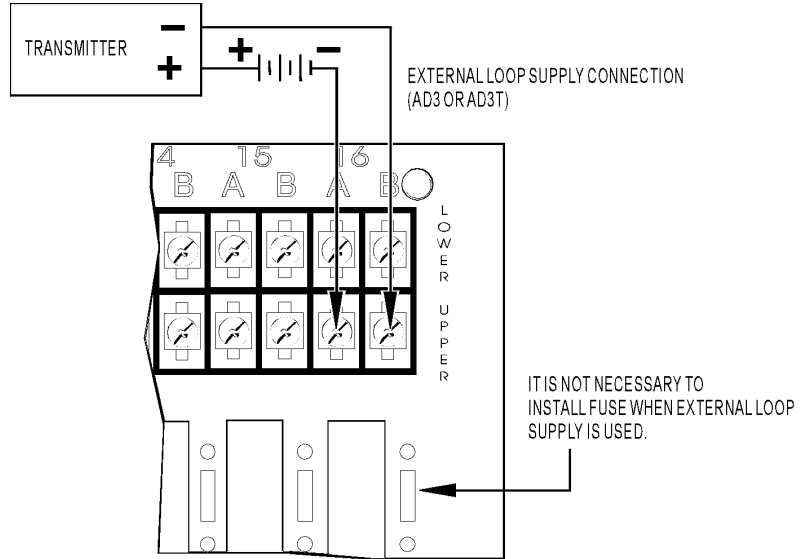 TRANSMITTER
−
+
+
−
EXTERNAL LOOP SUPPLY CONNECTION
(AD3 OR AD3T)
4 15 16
B A B A B
LOWER UPPER
IT IS NOT NECESSARY TO
INSTALL FUSE WHEN EXTERNAL LOOP
SUPPLY IS USED.